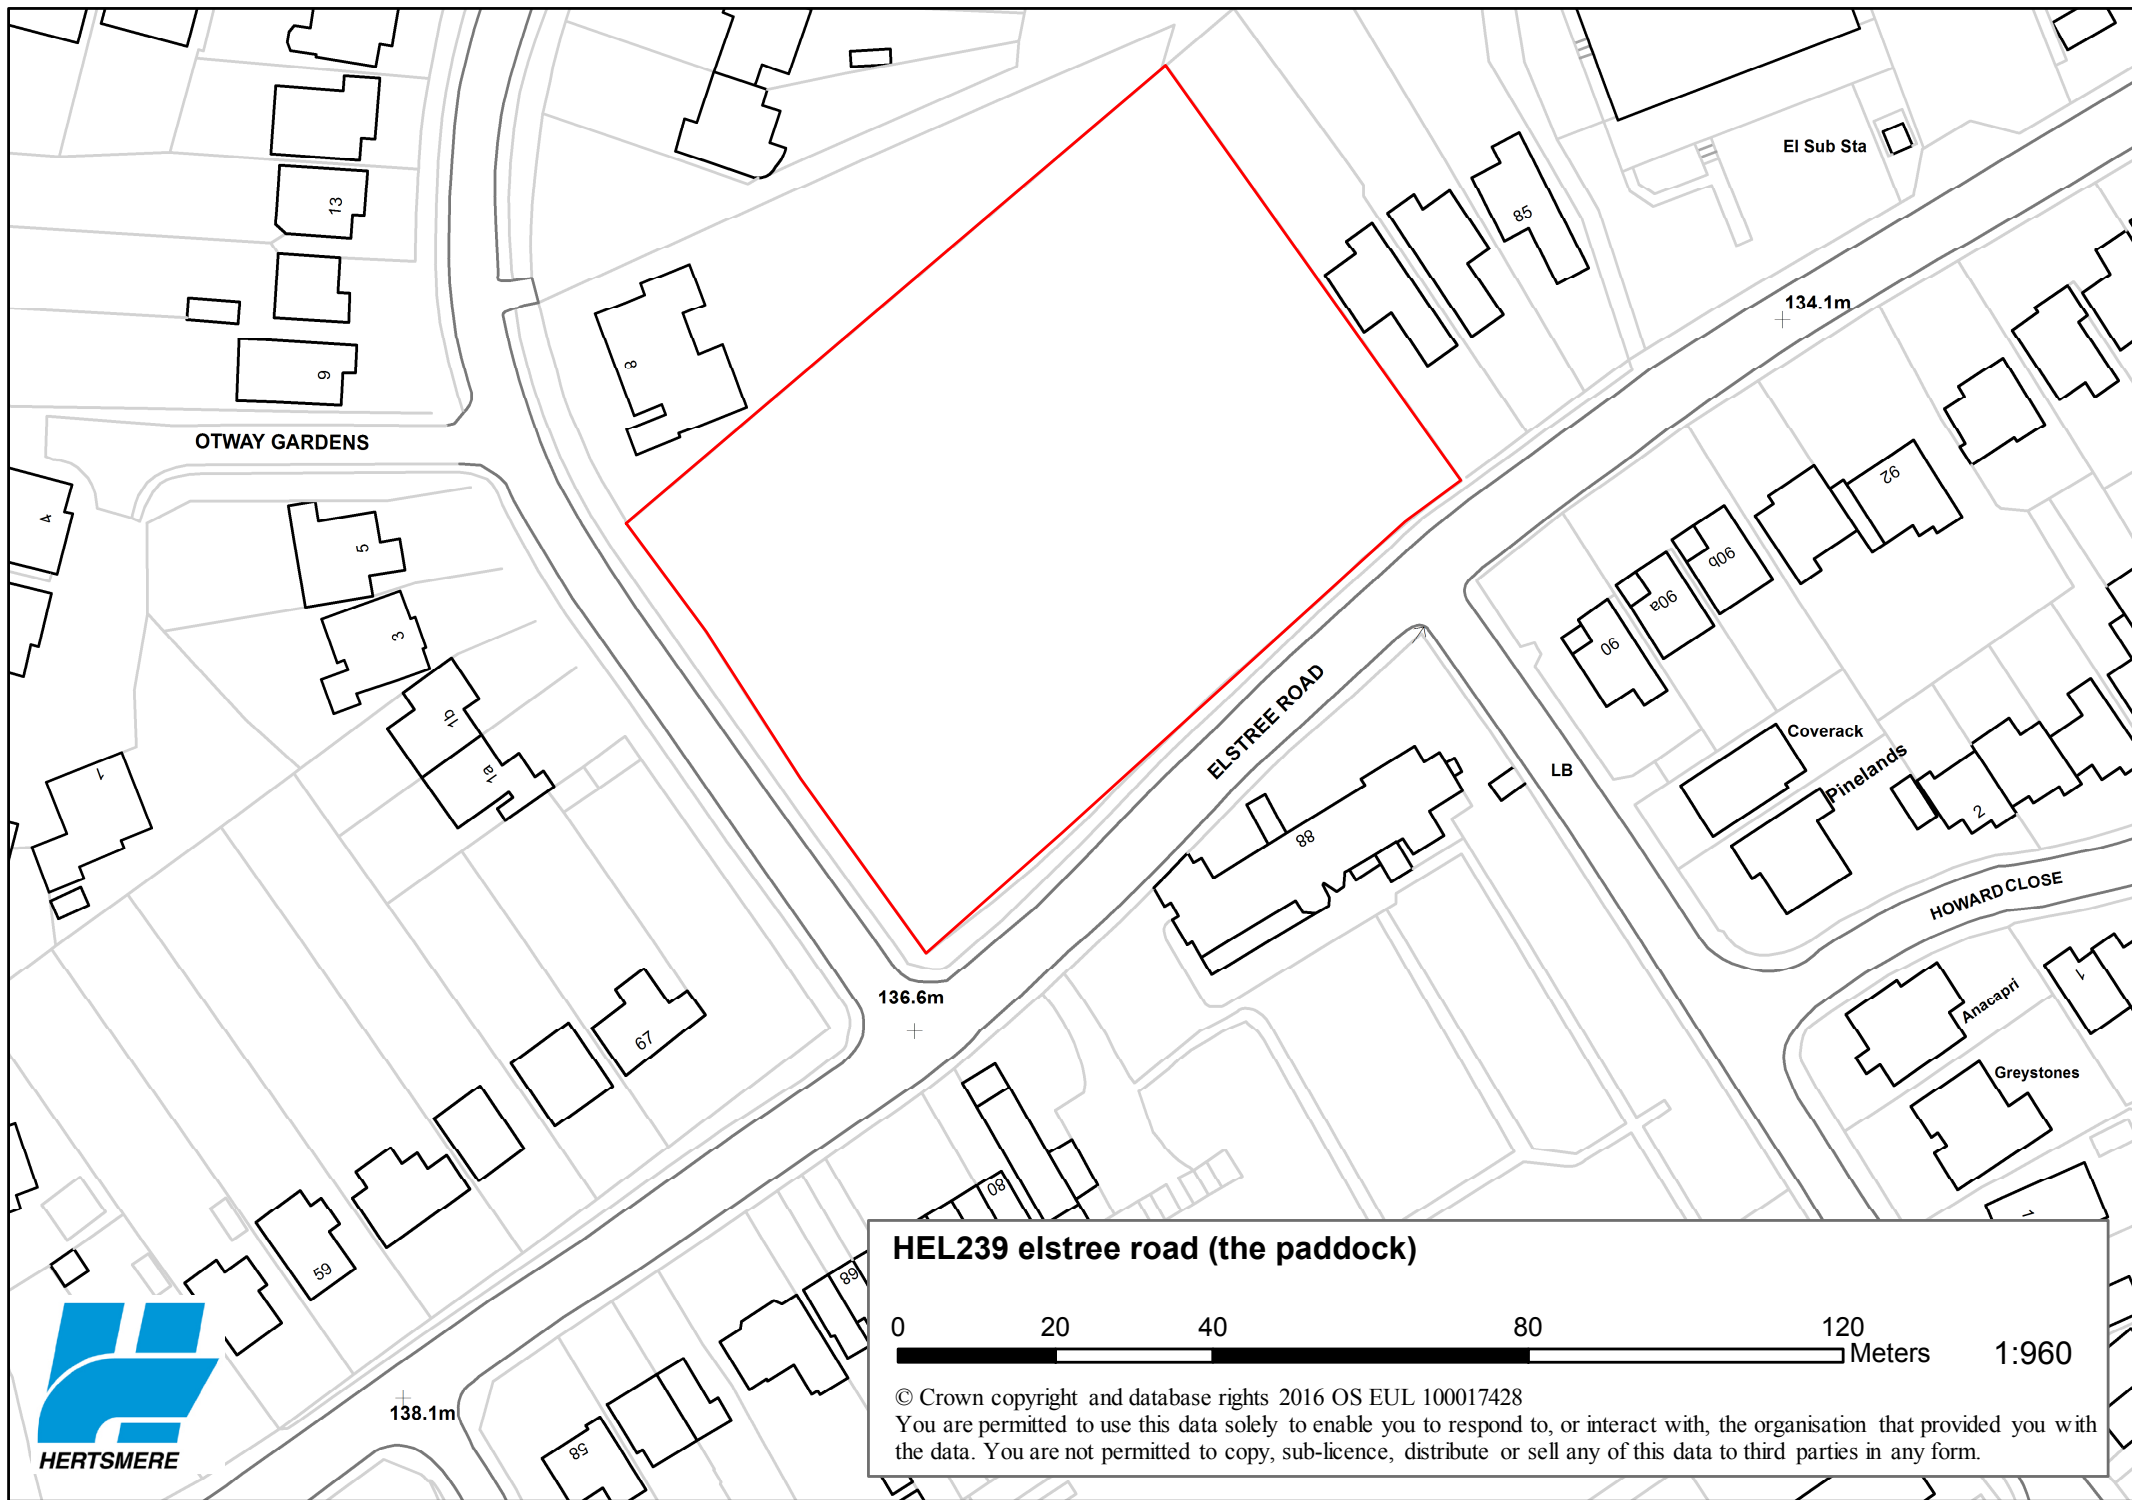 El Sub Sta
85
13
134.1m
8
9
OTWAY GARDENS
92
4
5
90b
90a
3
90
ELSTREE ROAD
1b
Coverack
1
1a
LB
Pinelands
2
88
HOWARD CLOSE
136.6m
Anacapri
1
67
Greystones
80
1
59
68
HEL239 elstree road (the paddock)
0 20 40 80 120
Meters
1:960
© Crown copyright and database rights 2016 OS EUL 100017428
You are permitted to use this data solely to enable you to respond to, or interact with, the organisation that provided you with
the data. You are not permitted to copy, sub-licence, distribute or sell any of this data to third parties in any form.
138.1m
58
HERTSMERE